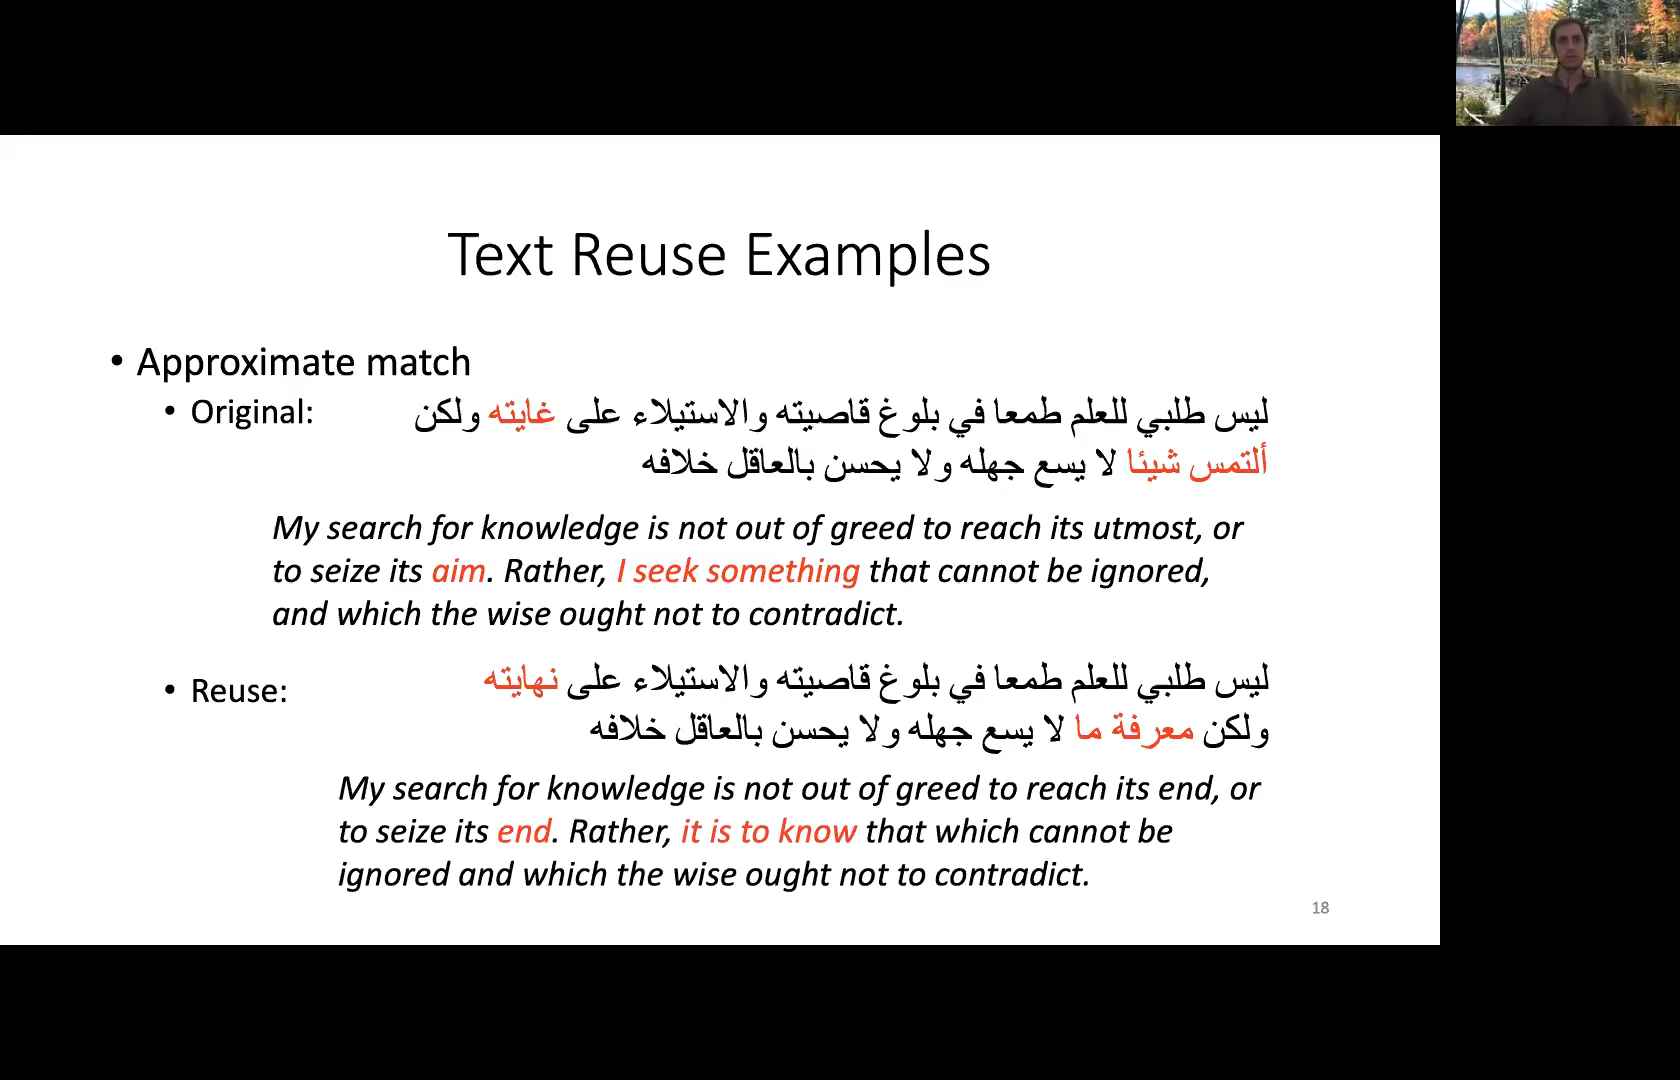 Text Reuse Examples
• Approximate match
• Original:
ليس طلبي للعلم طمعا في بلوغ قاصيته والاستيلاء على غايته ولكن
ألتمس شيئا لا يسع جهله ولا يحسن بالعاقل خلافه
My search for knowledge is not out of greed to reach its utmost, or
to seize its aim. Rather, I seek something that cannot be ignored,
and which the wise ought not to contradict.
• Reuse:
ليس طلبي للعلم طمعا في بلوغ قاصيته والاستيلاء على نهايته
ولكن معرفة ما لا يسع جهله ولا يحسن بالعاقل خلافه
My search for knowledge is not out of greed to reach its end, or
to seize its end. Rather, it is to know that which cannot be
ignored and which the wise ought not to contradict.
18